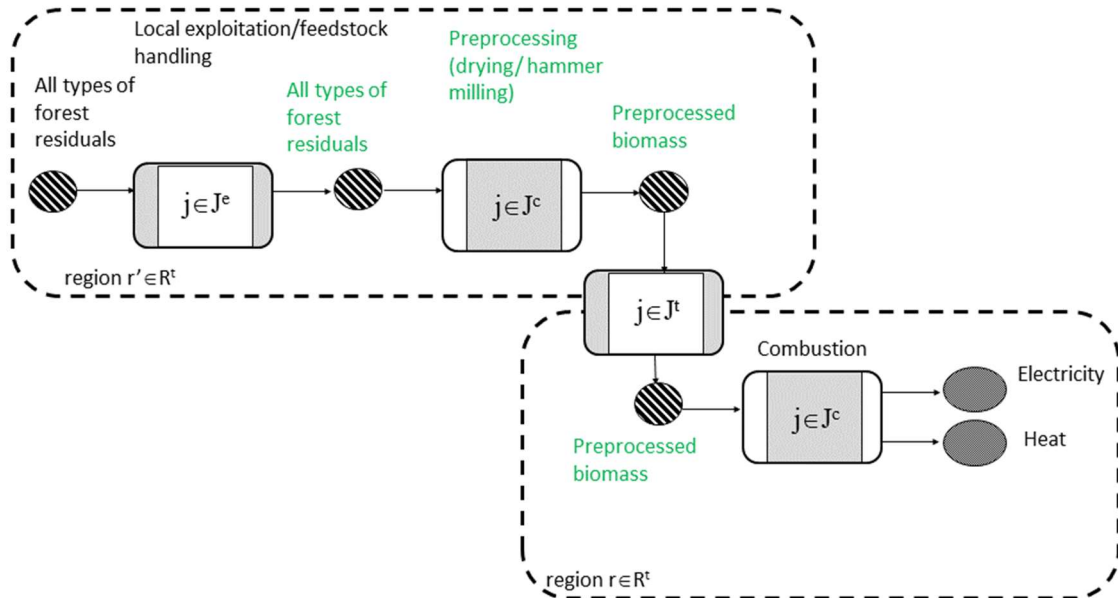 Local exploitation/feedstock
handling
Preprocessing
(drying/ hammer
milling)
All types of
forest
residuals
All types of
forest
residuals
Preprocessed
biomass
j∈Jᵉ
j∈Jᶜ
region r'∈Rᵗ
j∈Jᵗ
Combustion
Electricity
j∈Jᶜ
Heat
Preprocessed
biomass
region r∈Rᵗ